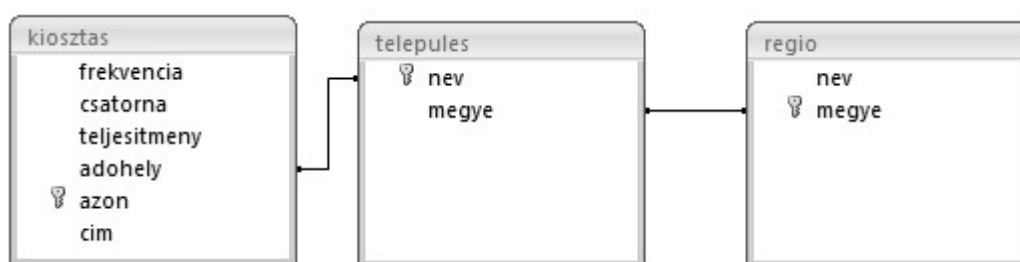 kiosztas
frekvencia
csatorna
teljesitmeny
adohely
azon
cim
telepules
nev
megye
regio
nev
megye